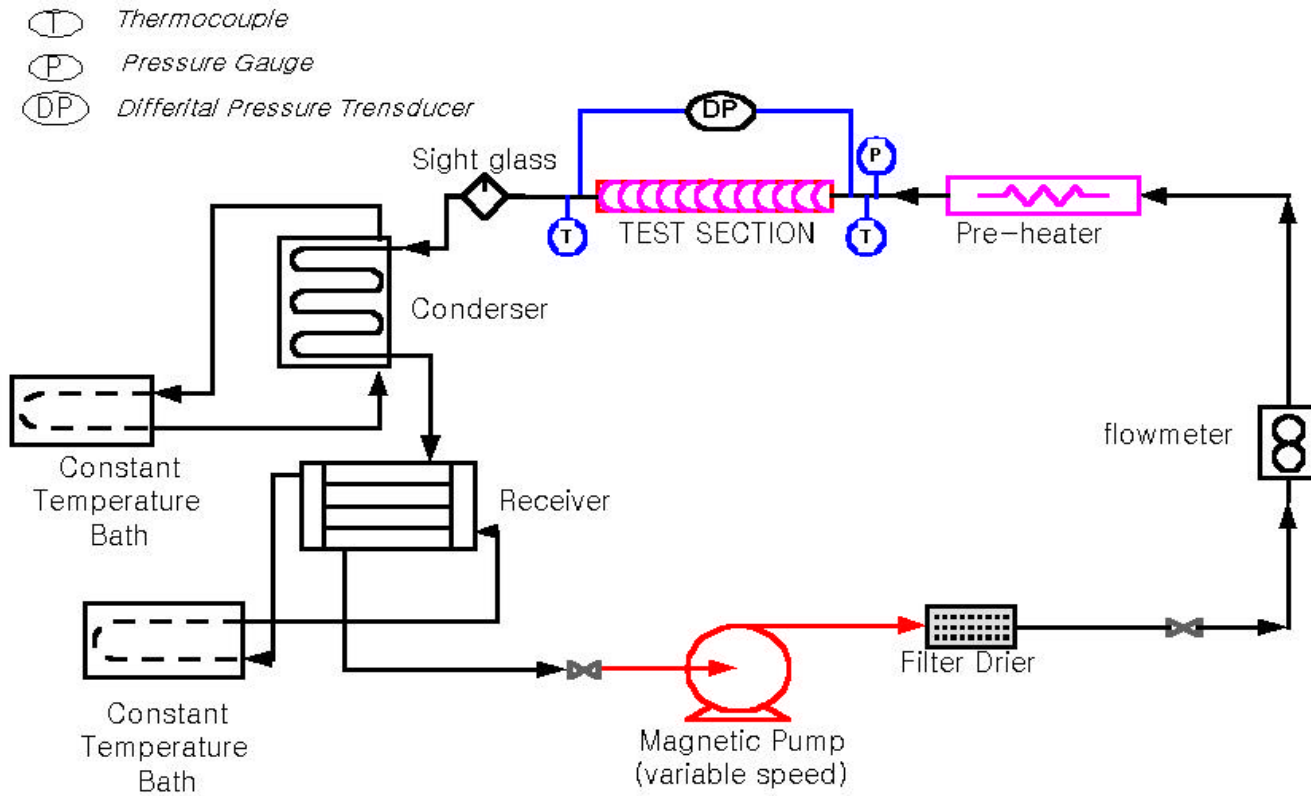 T Thermocouple
P Pressure Gauge
DP Differital Pressure Trensducer
DP
Sight glass
P
T
T
TEST SECTION
Pre-heater
Conderser
flowmeter
Constant
Temperature
Bath
Receiver
Filter Drier
Constant
Temperature
Bath
Magnetic Pump
(variable speed)